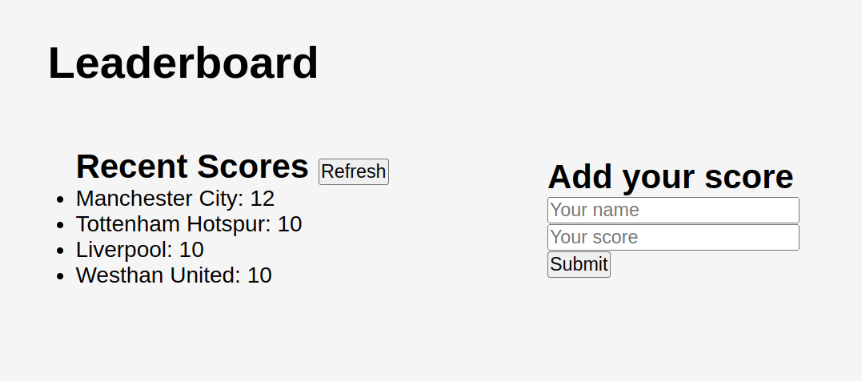 Leaderboard
Recent Scores Refresh
Manchester City: 12
Tottenham Hotspur: 10
Liverpool: 10
Westhan United: 10
Add your score
Your name
Your score
Submit